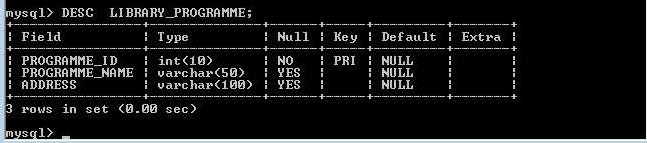 mysql> DESC  LIBRARY_PROGRAMME;
+----------------+--------------+------+-----+---------+-------+
| Field          | Type         | Null | Key | Default | Extra |
+----------------+--------------+------+-----+---------+-------+
| PROGRAMME_ID   | int(10)      | NO   | PRI | NULL    |       |
| PROGRAMME_NAME | varchar(50)  | YES  |     | NULL    |       |
| ADDRESS        | varchar(100) | YES  |     | NULL    |       |
+----------------+--------------+------+-----+---------+-------+
3 rows in set (0.00 sec)
mysql> _